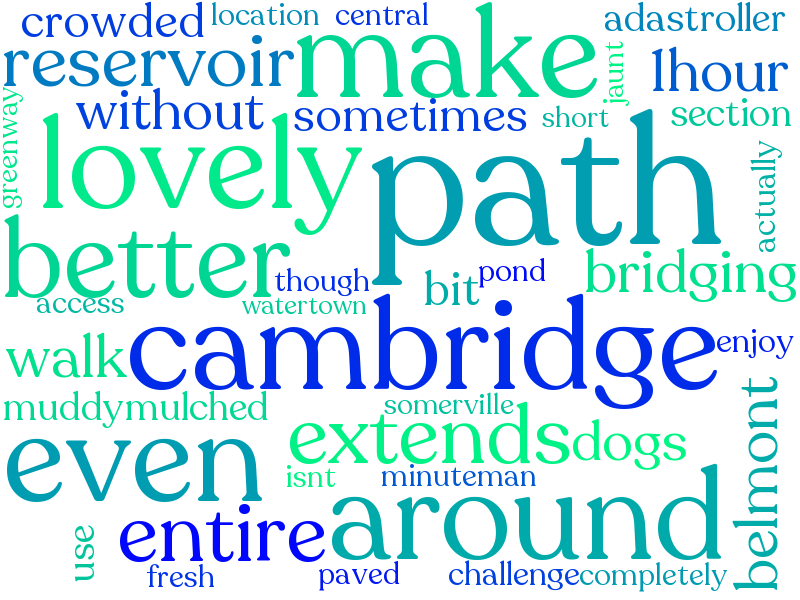 crowded location central adastroller
reservoir make jaunt 1hour
greenway without sometimes short section
lovely path actually
better though bit pond bridging
access watertown
walk cambridge enjoy
muddymulched somerville
even extends dogs belmont
isnt minuteman
use entire around
fresh paved challenge completely